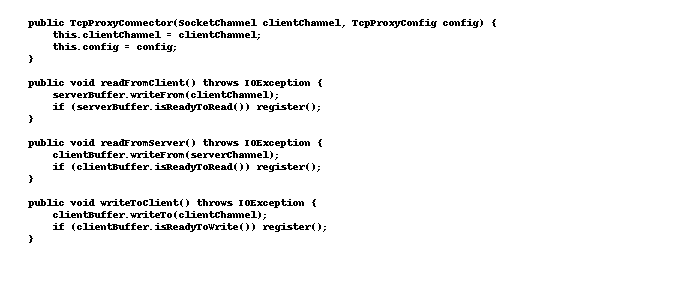 public TcpProxyConnector(SocketChannel clientChannel, TcpProxyConfig config) {
    this.clientChannel = clientChannel;
    this.config = config;
}

public void readFromClient() throws IOException {
    serverBuffer.writeFrom(clientChannel);
    if (serverBuffer.isReadyToRead()) register();
}

public void readFromServer() throws IOException {
    clientBuffer.writeFrom(serverChannel);
    if (clientBuffer.isReadyToRead()) register();
}

public void writeToClient() throws IOException {
    clientBuffer.writeTo(clientChannel);
    if (clientBuffer.isReadyToWrite()) register();
}